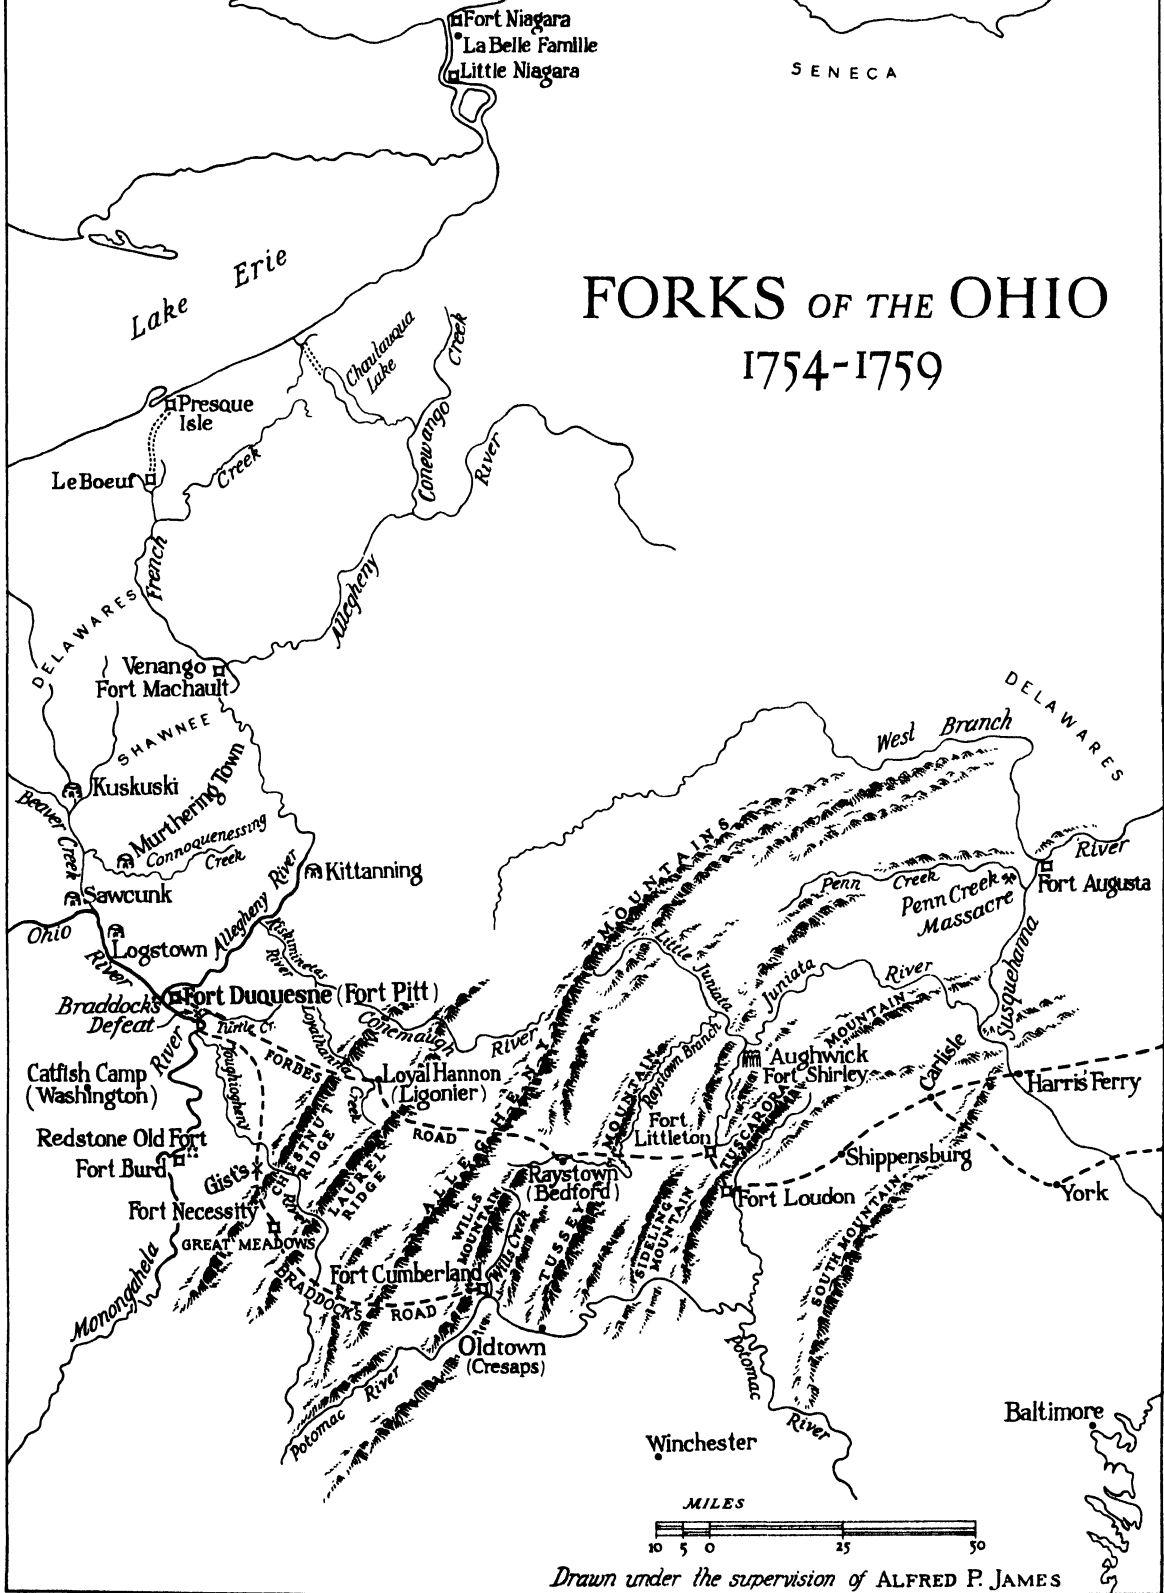 Fort Niagara
La Belle Famille
Little Niagara
SENECA
Lake Erie
FORKS OF THE OHIO
1754-1759
Chautauqua
Lake
Conewango Creek
Presque
Isle
Le Boeuf
French Creek
Allegheny River
DELAWARES
Venango
Fort Machault
SHAWNEE
DELAWARES
West Branch
Kuskuski
Murthering Town
Beaver Creek
Connoquenessing
Creek
Kittanning
Sawcunk
Ohio River
Logstown
Allegheny River
Kiskiminetas
River
MOUNTAINS
Penn Creek
Penn Creek
Massacre
River
Fort Augusta
Susquehanna
Little Juniata
Juniata River
Braddock's
Defeat
Fort Duquesne (Fort Pitt)
Turtle Cr.
Loyalhanna Creek
Conemaugh River
Catfish Camp
(Washington)
River
Youghiogheny
FORBES ROAD
Loyal Hannon
(Ligonier)
Raystown Branch
Aughwick
Fort Shirley
MOUNTAIN
Carlisle
Harris' Ferry
Redstone Old Fort
Fort Burd
Gist's
CHESTNUT
RIDGE
River
LAUREL
RIDGE
ALLEGHENY
WILLS
MOUNTAIN
Raystown
(Bedford)
MOUNTAIN
TUSSEY
Fort
Littleton
TUSCARORA
Shippensburg
Fort Loudon
York
Fort Necessity
GREAT MEADOWS
Monongahela
BRADDOCKS ROAD
Fort Cumberland
Wills Creek
SIDELING
MOUNTAIN
SOUTH MOUNTAIN
Oldtown
(Cresaps)
Potomac River
Potomac River
Winchester
Baltimore
MILES
10 5 0 25 50
Drawn under the supervision of ALFRED P. JAMES